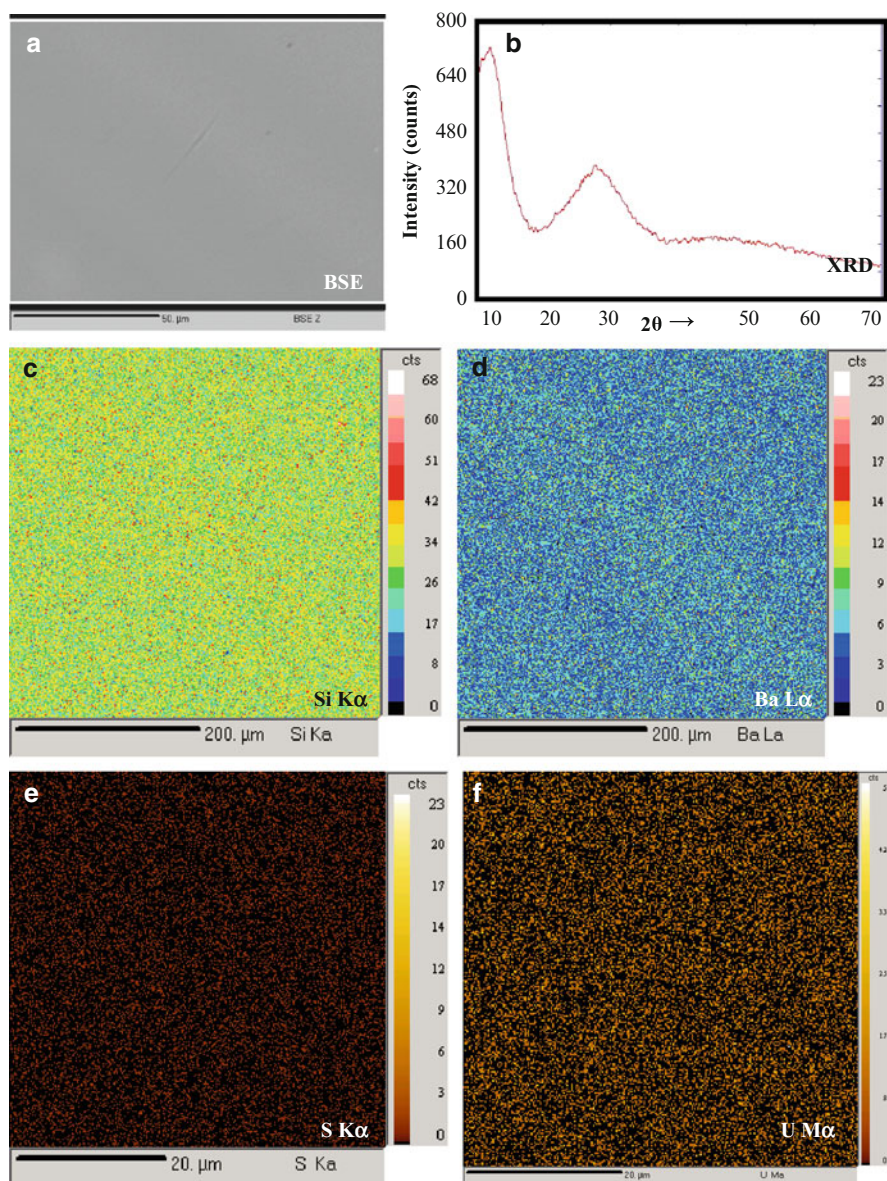 a
BSE
50. µm BSE Z
b
Intensity (counts)
800
640
480
320
160
0
XRD
10 20 30 2θ → 50 60 70
c
cts
68
60
51
42
34
26
17
8
0
Si Kα
200. µm Si Ka
d
cts
23
20
17
14
12
9
6
3
0
Ba Lα
200. µm Ba La
e
cts
23
20
17
14
12
9
6
3
0
S Kα
20. µm S Ka
f
cts
U Mα
20. µm U Ma